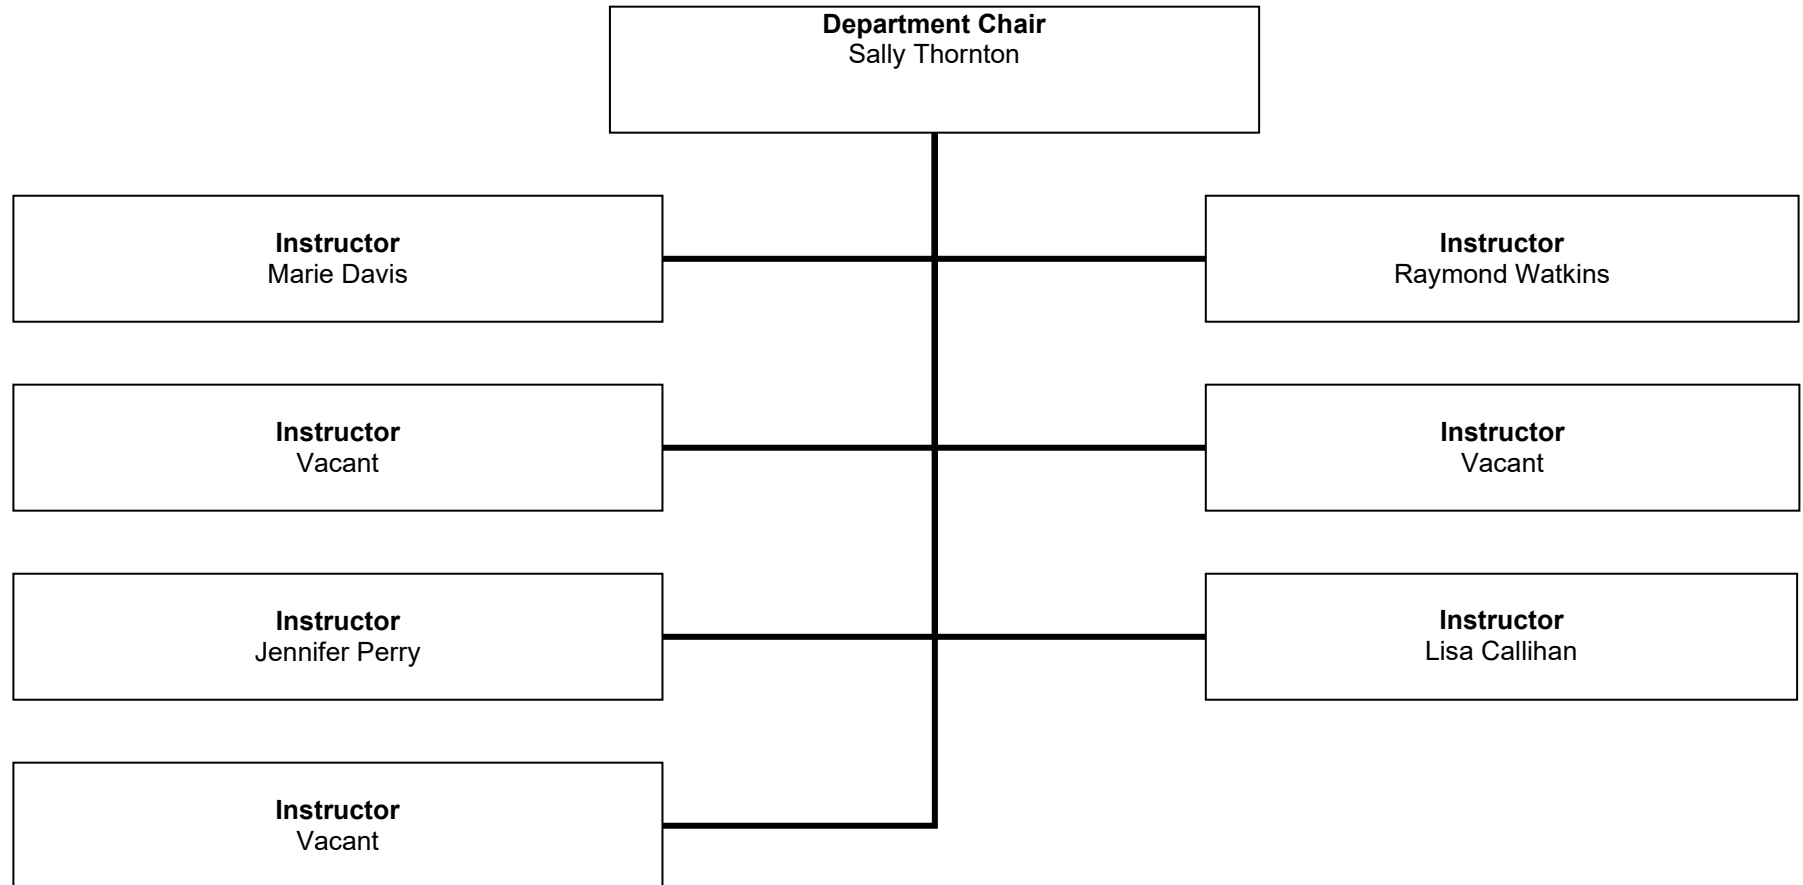 Department Chair
Sally Thornton
Instructor
Marie Davis
Instructor
Raymond Watkins
Instructor
Vacant
Instructor
Vacant
Instructor
Jennifer Perry
Instructor
Lisa Callihan
Instructor
Vacant